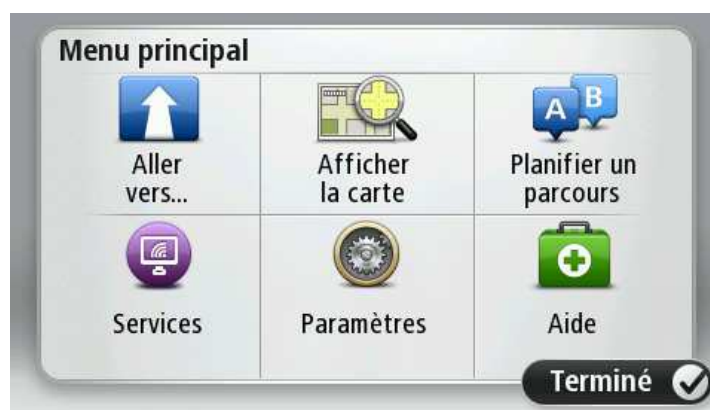 Menu principal
A B
Aller
vers...
Afficher
la carte
Planifier un
parcours
Services
Paramètres
Aide
Terminé